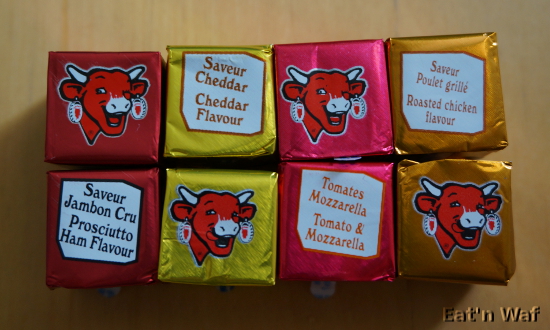 Saveur
Cheddar
Cheddar
Flavour
Saveur
Poulet grillé
Roasted chicken
flavour
Saveur
Jambon Cru
Prosciutto
Ham Flavour
Tomates
Mozzarella
Tomato &
Mozzarella
Eat'n Waf